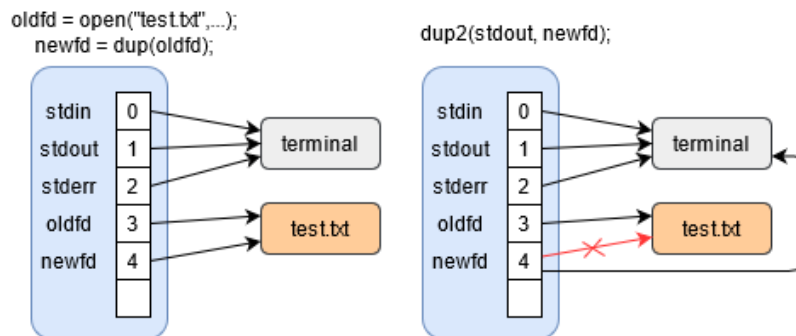 oldfd = open("test.txt",...);
newfd = dup(oldfd);
stdin 0
stdout 1
stderr 2
oldfd 3
newfd 4
terminal
test.txt
dup2(stdout, newfd);
stdin 0
stdout 1
stderr 2
oldfd 3
newfd 4
terminal
test.txt